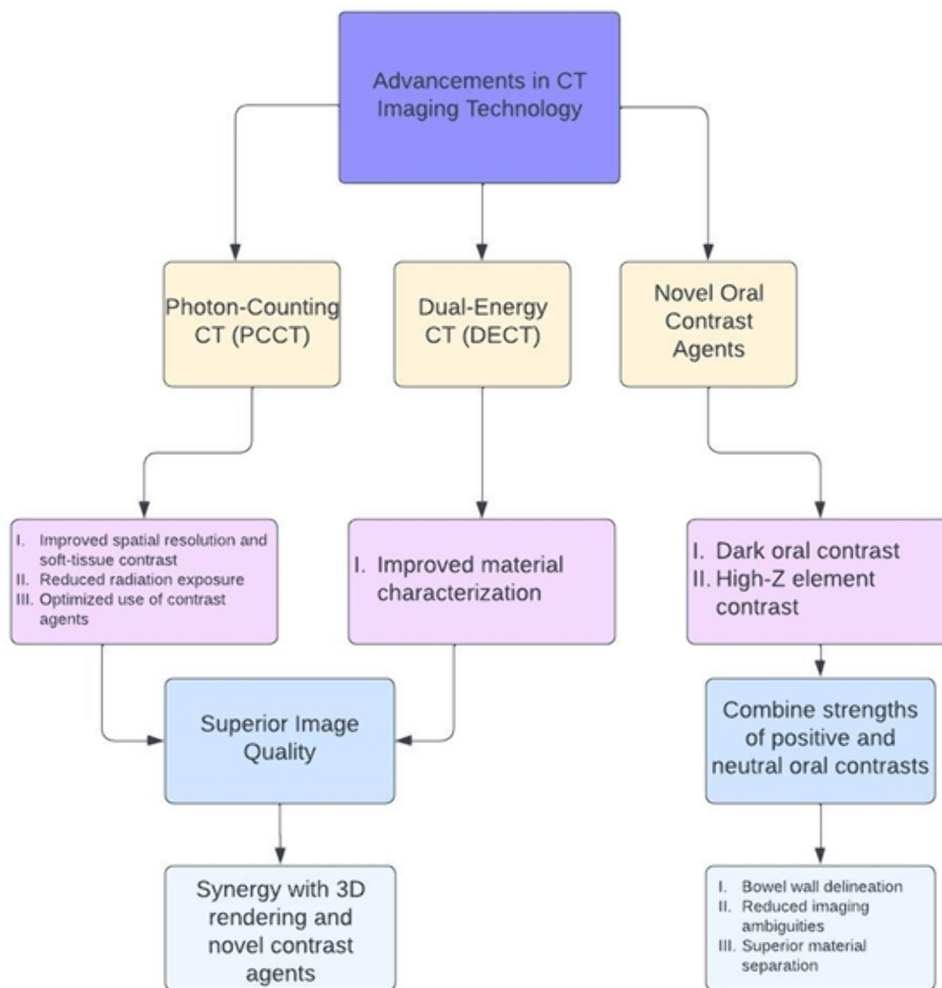 Advancements in CT
Imaging Technology
Photon-Counting
CT (PCCT)
Dual-Energy
CT (DECT)
Novel Oral
Contrast
Agents
I. Improved spatial resolution and
soft-tissue contrast
II. Reduced radiation exposure
III. Optimized use of contrast
agents
I. Improved material
characterization
I. Dark oral contrast
II. High-Z element
contrast
Superior Image
Quality
Combine strengths
of positive and
neutral oral contrasts
Synergy with 3D
rendering and
novel contrast
agents
I. Bowel wall delineation
II. Reduced imaging
ambiguities
III. Superior material
separation